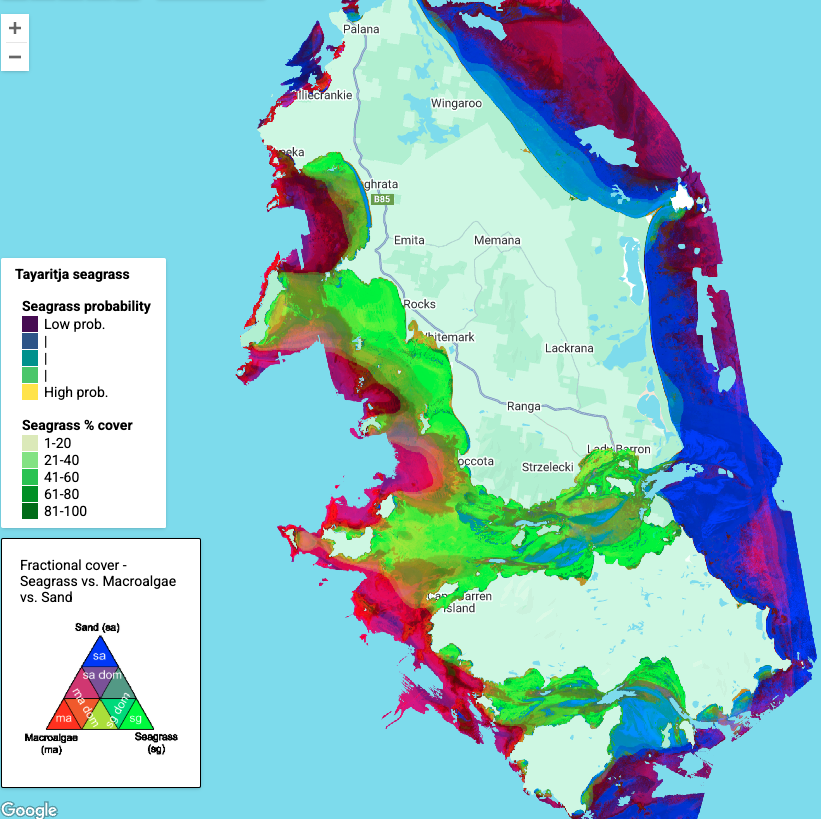 +
Palana
−
lliecrankie
Wingaroo
neka
ghrata
B85
Emita
Memana
Tayaritja seagrass
Rocks
Seagrass probability
Low prob.
|
|
|
High prob.
hitemark
Lackrana
Ranga
Seagrass % cover
1-20
21-40
41-60
61-80
81-100
Lady Barron
occota
Strzelecki
Fractional cover -
Seagrass vs. Macroalgae
vs. Sand
Sand (sa)
sa
sa dom
ma dom
sg dom
ma
sg
Macroalgae
(ma)
Seagrass
(sg)
Cape Barren
Island
Google